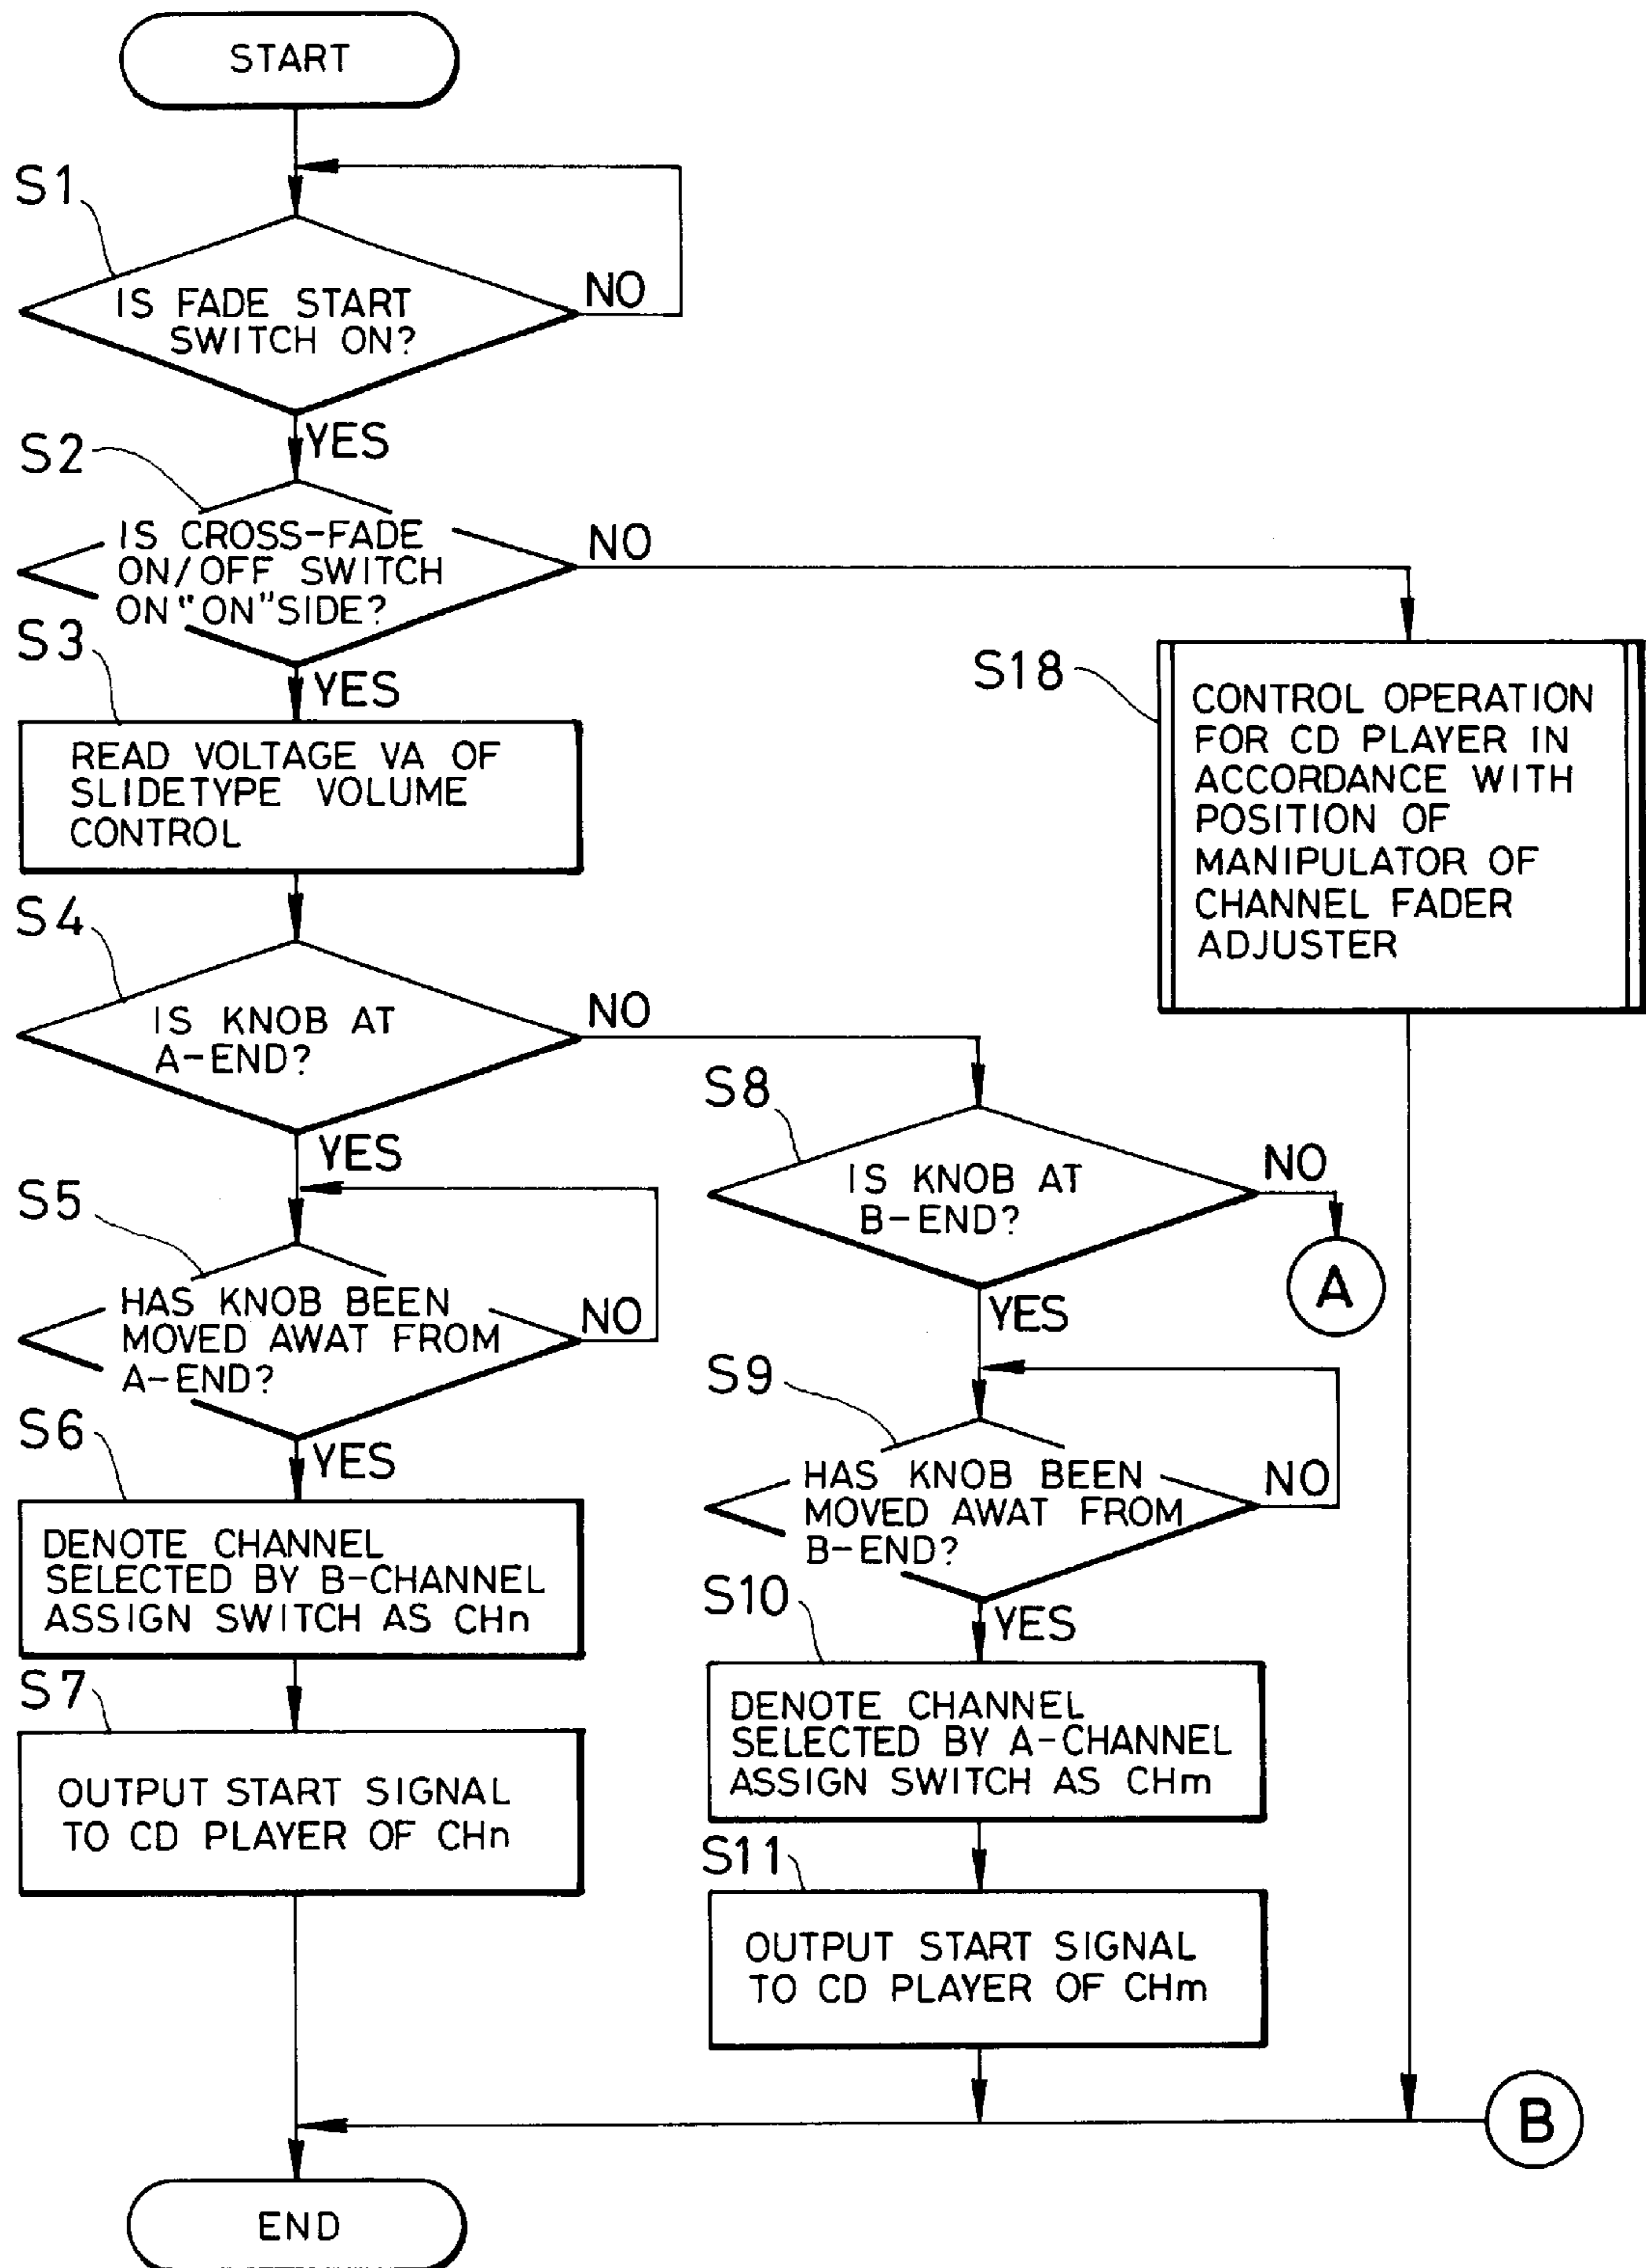 START
S1
IS FADE START
SWITCH ON?
NO
YES
S2
IS CROSS-FADE
ON/OFF SWITCH
ON "ON" SIDE?
NO
YES
S3
READ VOLTAGE VA OF
SLIDETYPE VOLUME
CONTROL
S18
CONTROL OPERATION
FOR CD PLAYER IN
ACCORDANCE WITH
POSITION OF
MANIPULATOR OF
CHANNEL FADER
ADJUSTER
S4
IS KNOB AT
A-END?
NO
YES
S5
HAS KNOB BEEN
MOVED AWAT FROM
A-END?
NO
YES
S6
DENOTE CHANNEL
SELECTED BY B-CHANNEL
ASSIGN SWITCH AS CHn
S7
OUTPUT START SIGNAL
TO CD PLAYER OF CHn
S8
IS KNOB AT
B-END?
NO
A
YES
S9
HAS KNOB BEEN
MOVED AWAT FROM
B-END?
NO
YES
S10
DENOTE CHANNEL
SELECTED BY A-CHANNEL
ASSIGN SWITCH AS CHm
S11
OUTPUT START SIGNAL
TO CD PLAYER OF CHm
B
END